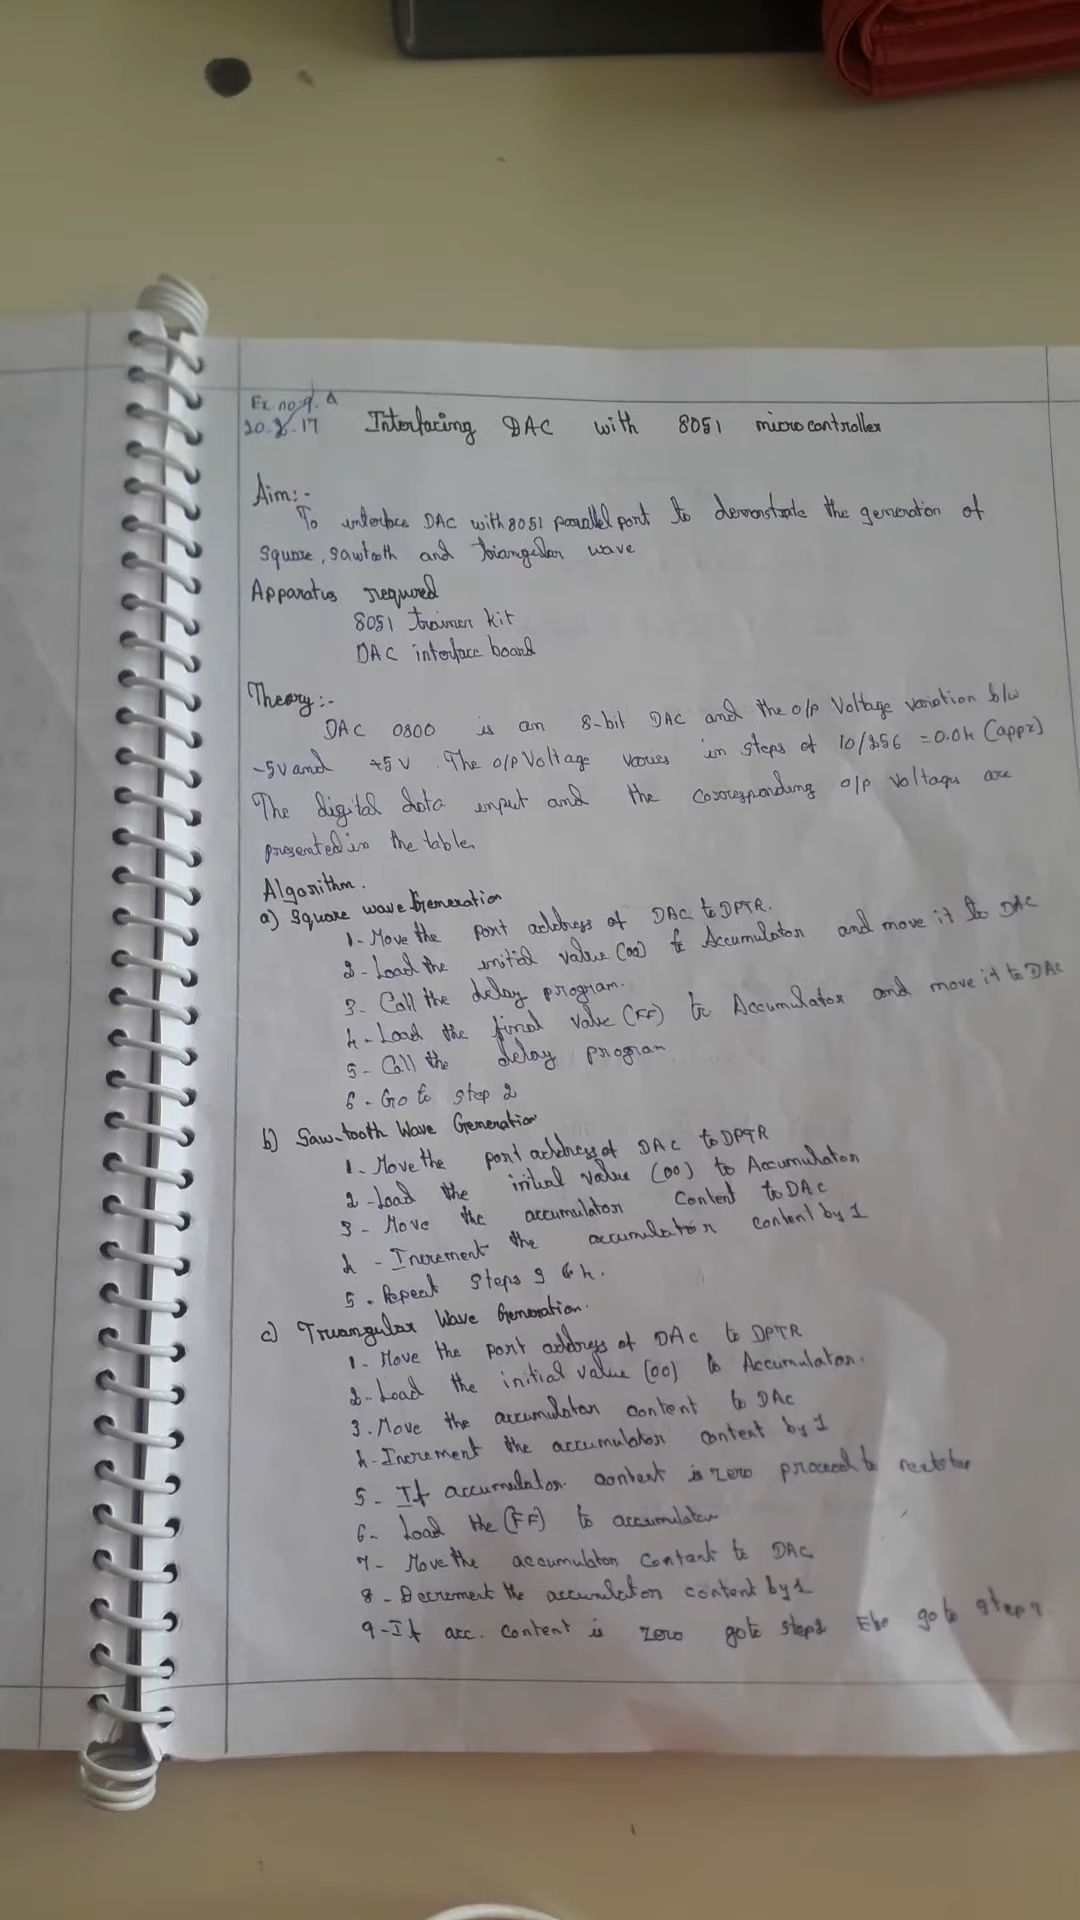 Ex.no:9.A
20.2.17
Interfacing DAC with 8051 microcontroller
Aim:-
To interface DAC with 8051 parallel port to demonstrate the generation of
Square, sawtooth and triangular wave
Apparatus required
8051 trainer kit
DAC interface board
Theory:-
DAC 0800 is an 8-bit DAC and the o/p Voltage variation b/w
-5v and +5v. The o/p Voltage varies in steps of 10/256 = 0.04 (appx)
The digital data input and the corresponding o/p voltages are
presented in the table.
Algorithm.
a) Square wave Generation
1- Move the port address of DAC to DPTR.
2- Load the initial value (00) to Accumulator and move it to DAC
3- Call the delay program.
4- Load the final value (FF) to Accumulator and move it to DAC
5- Call the delay program
6- Go to step 2
b) Saw-tooth Wave Generation
1- Move the port address of DAC to DPTR
2- Load the initial value (00) to Accumulator
3- Move the accumulator content to DAC
4- Increment the accumulator content by 1
5- Repeat steps 3 & 4.
c) Triangular Wave Generation.
1- Move the port address of DAC to DPTR
2- Load the initial value (00) to Accumulator.
3. Move the accumulator content to DAC
4- Increment the accumulator content by 1
5- If accumulator content is zero proceed to
6- Load the (FF) to accumulator
7- Move the accumulator content to DAC
8- Decrement the accumulator content by 1
9- If acc. content is zero goto step2 Else go to step 7.